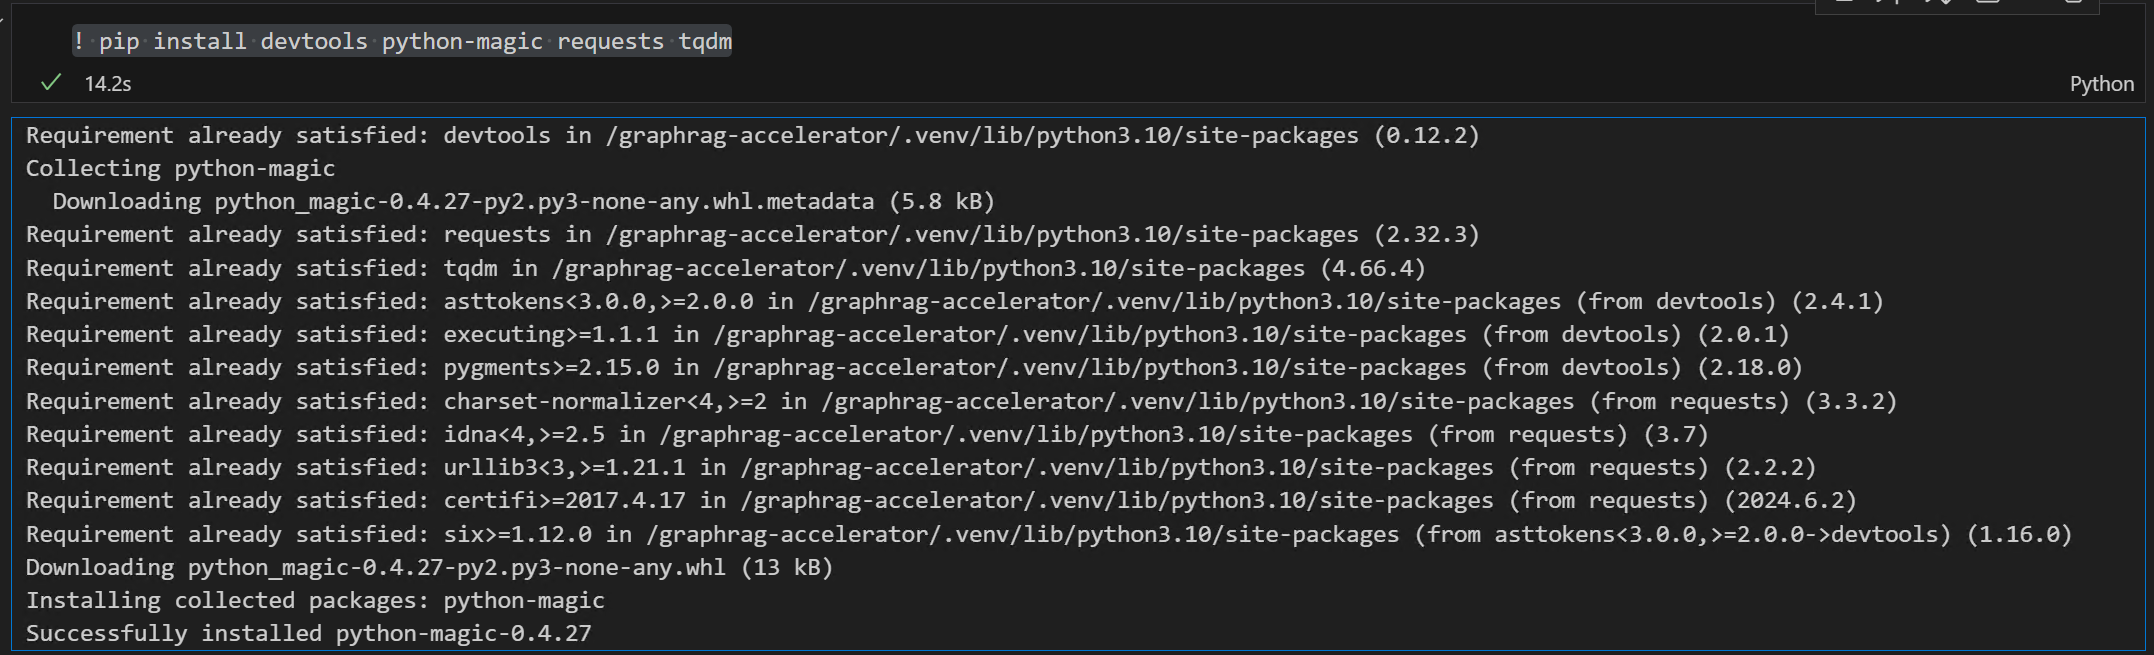 ! pip install devtools python-magic requests tqdm
14.2s
Python
Requirement already satisfied: devtools in /graphrag-accelerator/.venv/lib/python3.10/site-packages (0.12.2)
Collecting python-magic
  Downloading python_magic-0.4.27-py2.py3-none-any.whl.metadata (5.8 kB)
Requirement already satisfied: requests in /graphrag-accelerator/.venv/lib/python3.10/site-packages (2.32.3)
Requirement already satisfied: tqdm in /graphrag-accelerator/.venv/lib/python3.10/site-packages (4.66.4)
Requirement already satisfied: asttokens<3.0.0,>=2.0.0 in /graphrag-accelerator/.venv/lib/python3.10/site-packages (from devtools) (2.4.1)
Requirement already satisfied: executing>=1.1.1 in /graphrag-accelerator/.venv/lib/python3.10/site-packages (from devtools) (2.0.1)
Requirement already satisfied: pygments>=2.15.0 in /graphrag-accelerator/.venv/lib/python3.10/site-packages (from devtools) (2.18.0)
Requirement already satisfied: charset-normalizer<4,>=2 in /graphrag-accelerator/.venv/lib/python3.10/site-packages (from requests) (3.3.2)
Requirement already satisfied: idna<4,>=2.5 in /graphrag-accelerator/.venv/lib/python3.10/site-packages (from requests) (3.7)
Requirement already satisfied: urllib3<3,>=1.21.1 in /graphrag-accelerator/.venv/lib/python3.10/site-packages (from requests) (2.2.2)
Requirement already satisfied: certifi>=2017.4.17 in /graphrag-accelerator/.venv/lib/python3.10/site-packages (from requests) (2024.6.2)
Requirement already satisfied: six>=1.12.0 in /graphrag-accelerator/.venv/lib/python3.10/site-packages (from asttokens<3.0.0,>=2.0.0->devtools) (1.16.0)
Downloading python_magic-0.4.27-py2.py3-none-any.whl (13 kB)
Installing collected packages: python-magic
Successfully installed python-magic-0.4.27